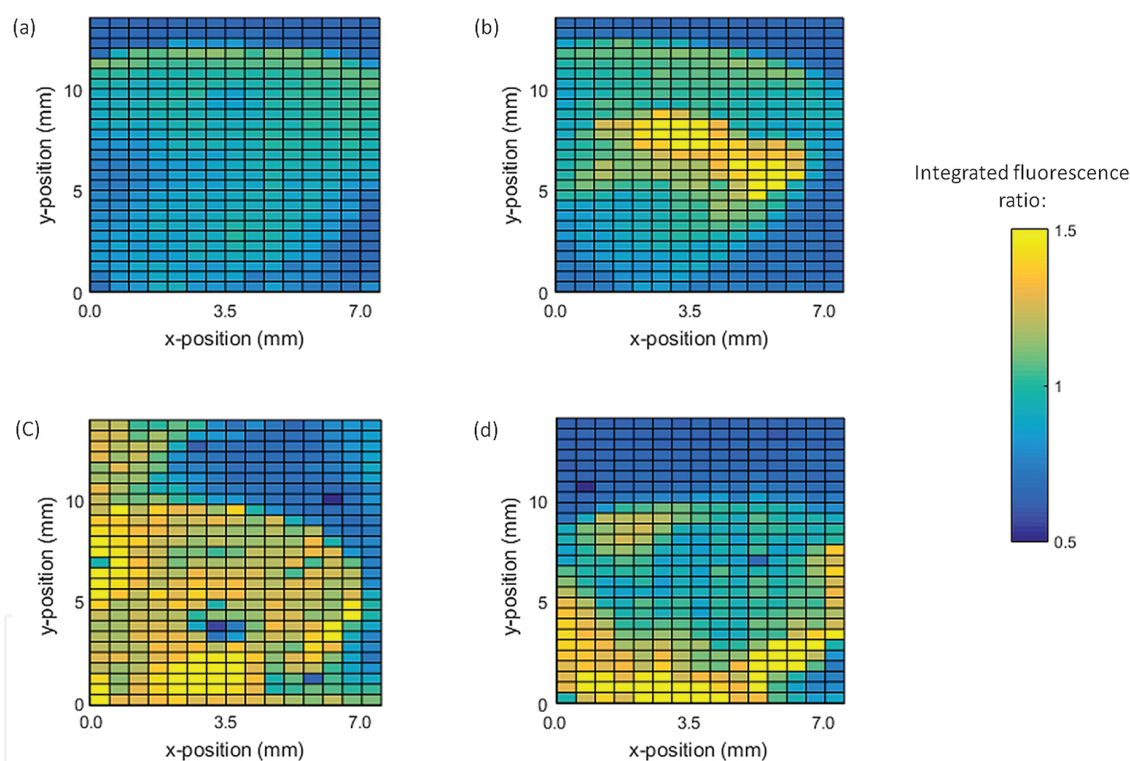 (a)
10
5
0
y-position (mm)
0.0 3.5 7.0
x-position (mm)
(b)
10
5
0
y-position (mm)
0.0 3.5 7.0
x-position (mm)
Integrated fluorescence
ratio:
1.5
1
0.5
(C)
10
5
0
y-position (mm)
0.0 3.5 7.0
x-position (mm)
(d)
10
5
0
y-position (mm)
0.0 3.5 7.0
x-position (mm)